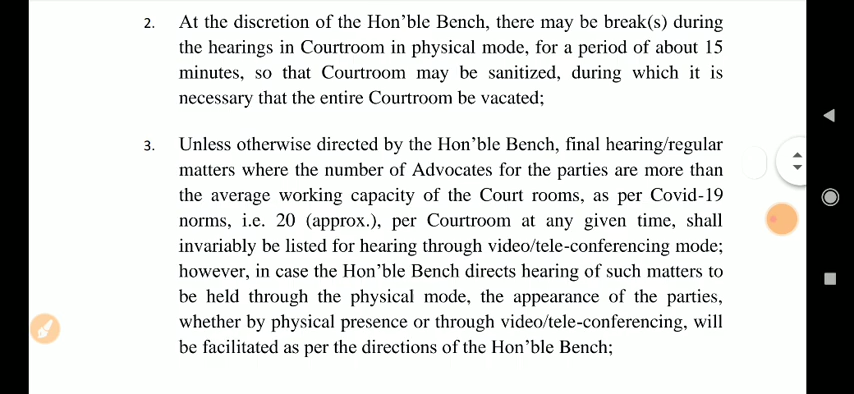 2. At the discretion of the Hon’ble Bench, there may be break(s) during
the hearings in Courtroom in physical mode, for a period of about 15
minutes, so that Courtroom may be sanitized, during which it is
necessary that the entire Courtroom be vacated;
3. Unless otherwise directed by the Hon’ble Bench, final hearing/regular
matters where the number of Advocates for the parties are more than
the average working capacity of the Court rooms, as per Covid-19
norms, i.e. 20 (approx.), per Courtroom at any given time, shall
invariably be listed for hearing through video/tele-conferencing mode;
however, in case the Hon’ble Bench directs hearing of such matters to
be held through the physical mode, the appearance of the parties,
whether by physical presence or through video/tele-conferencing, will
be facilitated as per the directions of the Hon’ble Bench;